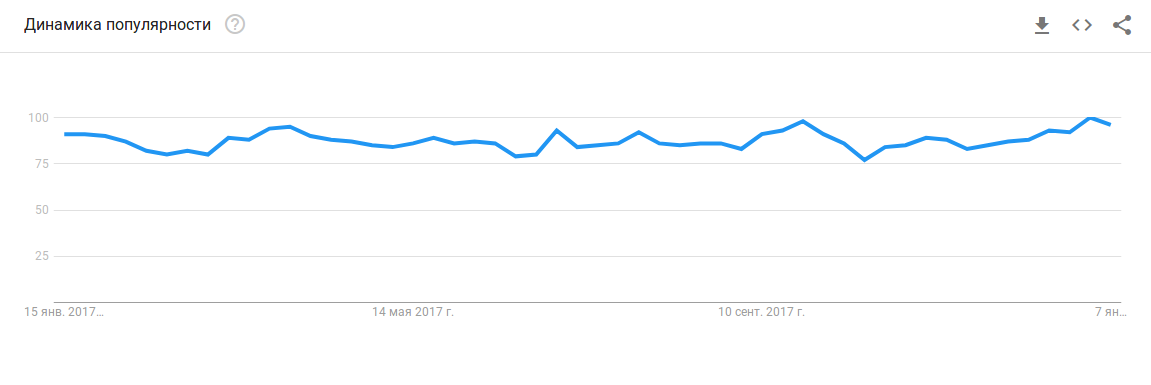 Динамика популярности
100
75
50
25
15 янв. 2017…
14 мая 2017 г.
10 сент. 2017 г.
7 ян…